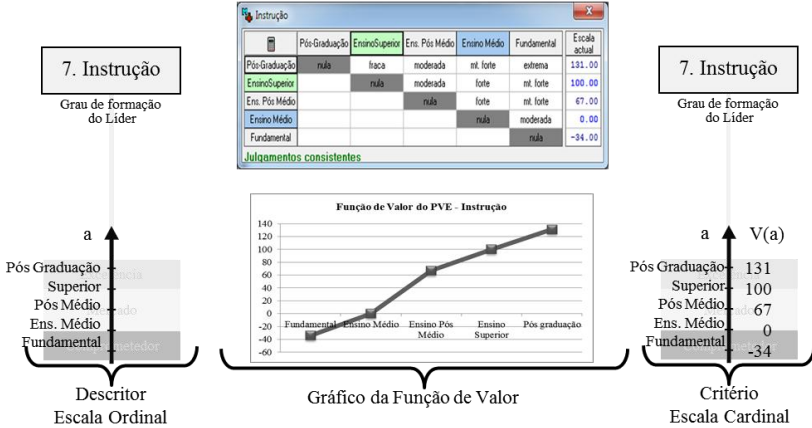 Instrução
Pós-Graduação EnsinoSuperior Ens. Pós Médio Ensino Médio Fundamental Escala actual
Pós-Graduação nula fraca moderada mt. forte extrema 131.00
EnsinoSuperior nula moderada forte mt. forte 100.00
Ens. Pós Médio nula forte mt. forte 67.00
Ensino Médio nula moderada 0.00
Fundamental nula -34.00
Julgamentos consistentes
7. Instrução
Grau de formação
do Líder
a
Pós Graduação
Superior
Pós Médio
Ens. Médio
Fundamental
Descritor
Escala Ordinal
Função de Valor do PVE - Instrução
140
120
100
80
60
40
20
0
-20
-40
-60
Fundamental Ensino Médio Ensino Pós Médio Ensino Superior Pós graduação
Gráfico da Função de Valor
7. Instrução
Grau de formação
do Líder
a V(a)
Pós Graduação 131
Superior 100
Pós Médio 67
Ens. Médio 0
Fundamental -34
Critério
Escala Cardinal